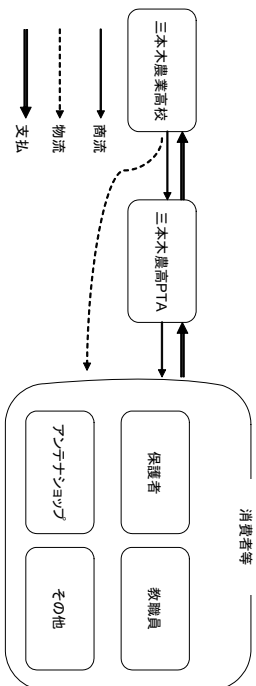 三本木農業高校
三本木農高PTA
消費者等
保護者
教職員
アンテナショップ
その他
商流
物流
支払